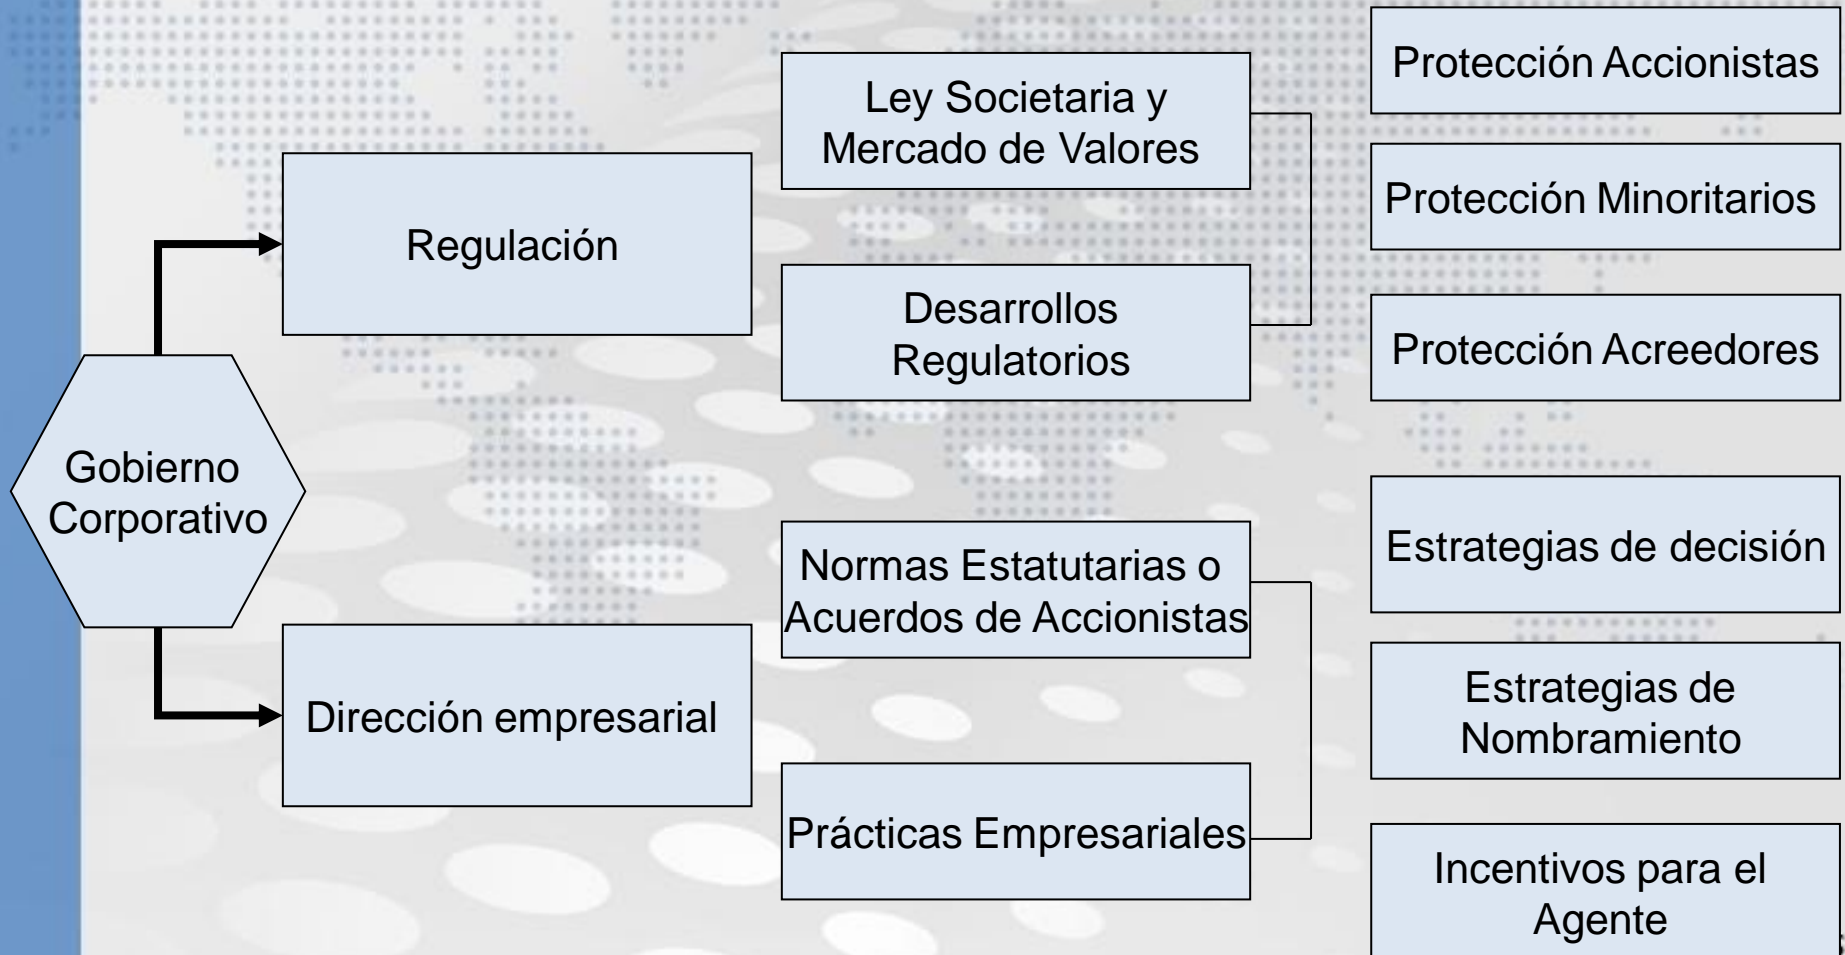 Gobierno
Corporativo
Regulación
Dirección empresarial
Ley Societaria y
Mercado de Valores
Desarrollos
Regulatorios
Normas Estatutarias o
Acuerdos de Accionistas
Prácticas Empresariales
Protección Accionistas
Protección Minoritarios
Protección Acreedores
Estrategias de decisión
Estrategias de
Nombramiento
Incentivos para el
Agente